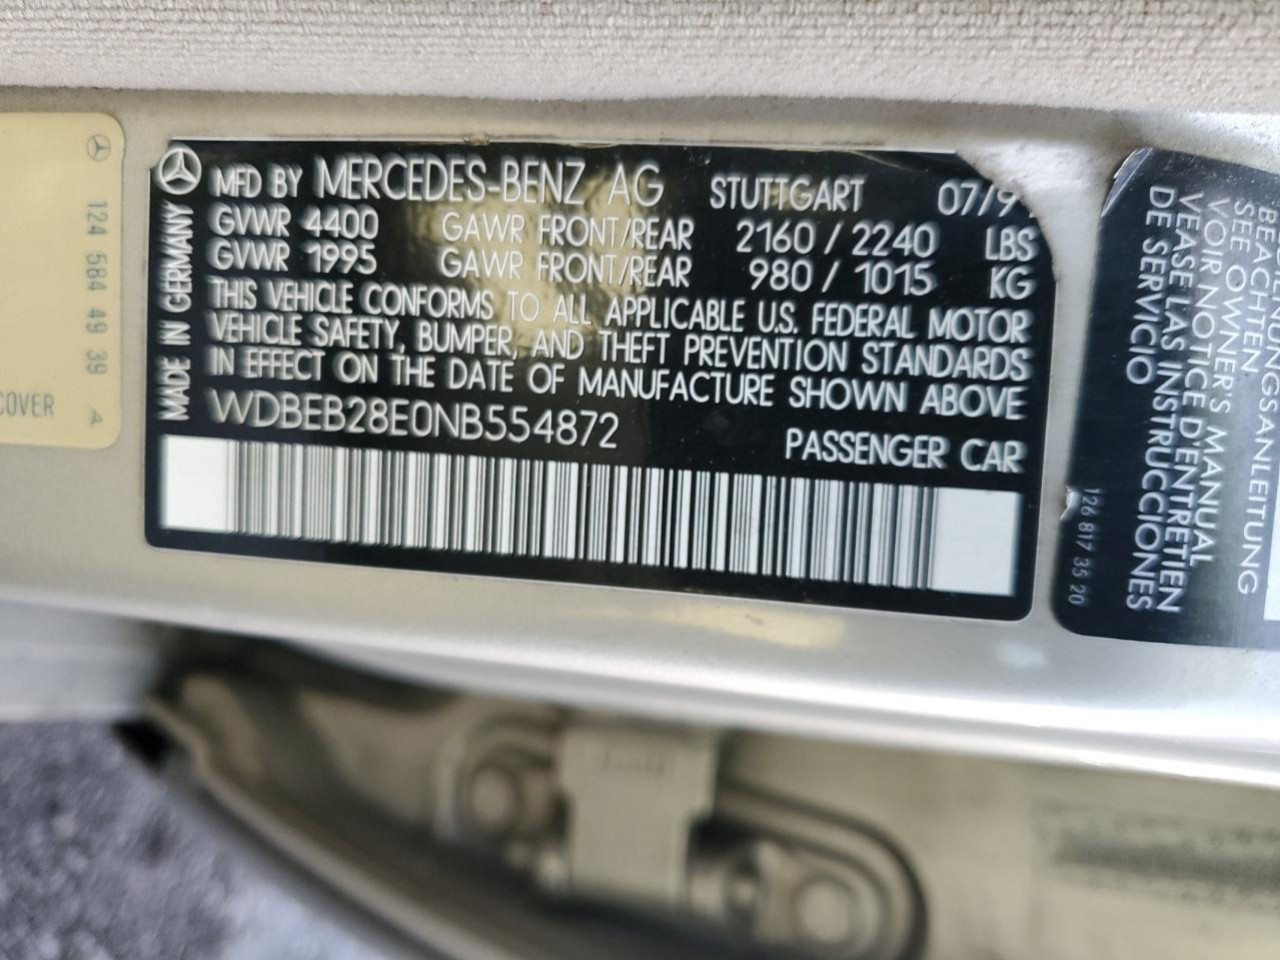 MFD BY MERCEDES-BENZ AG STUTTGART 07/9
GVWR 4400 GAWR FRONT/REAR 2160 / 2240 LBS
GVWR 1995 GAWR FRONT/REAR 980 / 1015 KG
THIS VEHICLE CONFORMS TO ALL APPLICABLE U.S. FEDERAL MOTOR
VEHICLE SAFETY, BUMPER, AND THEFT PREVENTION STANDARDS
IN EFFECT ON THE DATE OF MANUFACTURE SHOWN ABOVE
WDBEB28E0NB554872 PASSENGER CAR
MADE IN GERMANY
124 584 49 39 A
COVER
BEACHTEN
SEE OWNER'S MANUAL
VOIR NOTICE D'ENTRETIEN
VEASE LAS INSTRUCCIONES
DE SERVICIO
126 817 35 20